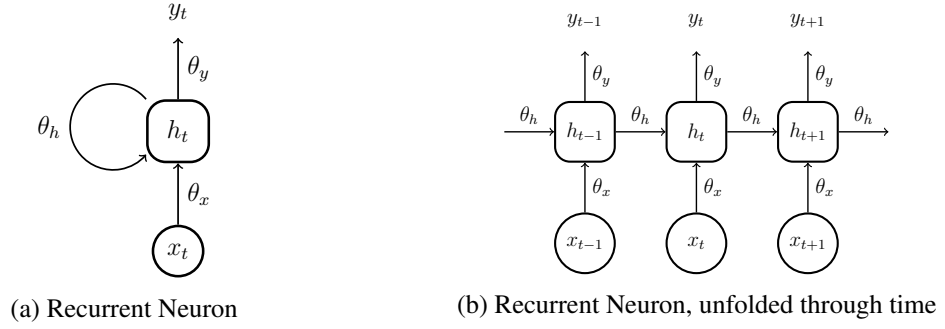 y_t
θ_y
θ_h
h_t
θ_x
x_t
(a) Recurrent Neuron
y_{t−1} y_t y_{t+1}
θ_y θ_y θ_y
θ_h θ_h θ_h θ_h
h_{t−1} h_t h_{t+1}
θ_x θ_x θ_x
x_{t−1} x_t x_{t+1}
(b) Recurrent Neuron, unfolded through time